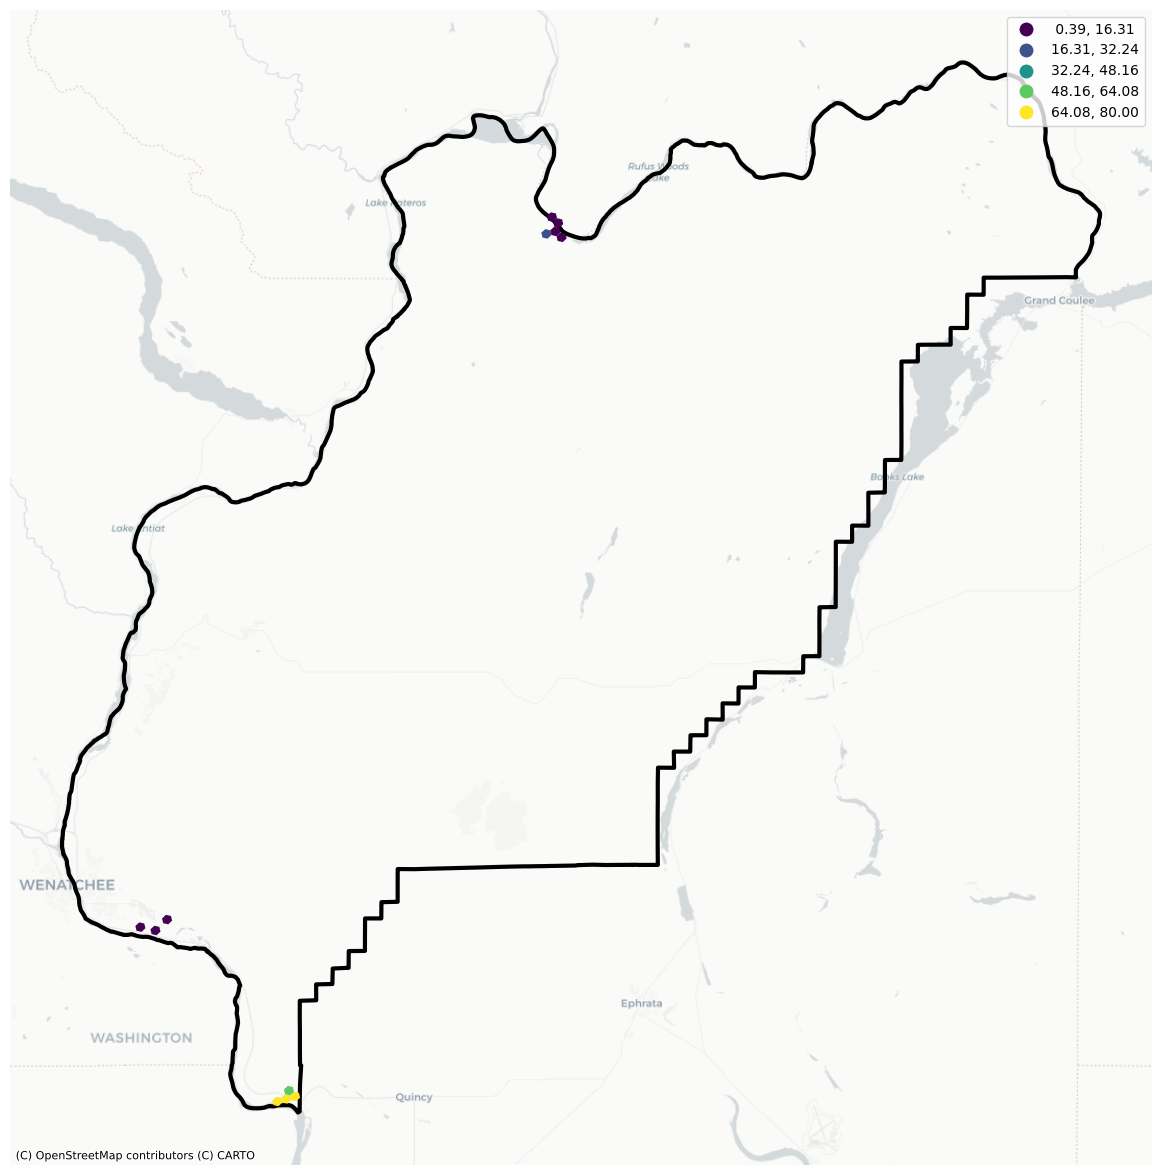 0.39, 16.31
16.31, 32.24
32.24, 48.16
48.16, 64.08
64.08, 80.00
Rufus Woods
Lake
Lake Pateros
Grand Coulee
Banks Lake
Lake Entiat
WENATCHEE
Ephrata
WASHINGTON
Quincy
(C) OpenStreetMap contributors (C) CARTO